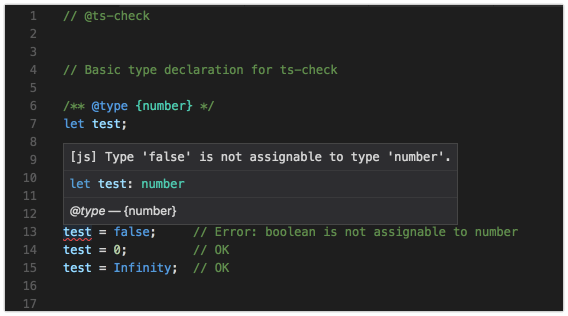 1 // @ts-check
2
3
4 // Basic type declaration for ts-check
5
6 /** @type {number} */
7 let test;
8
[js] Type 'false' is not assignable to type 'number'.
9
10 let test: number
11
@type — {number}
12
13 test = false; // Error: boolean is not assignable to number
14 test = 0; // OK
15 test = Infinity; // OK
16
17